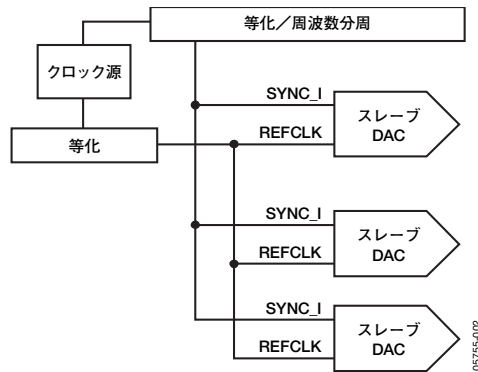 等化／周波数分周
クロック源
等化
SYNC_I
REFCLK
スレーブ
DAC
SYNC_I
REFCLK
スレーブ
DAC
SYNC_I
REFCLK
スレーブ
DAC
05755-002